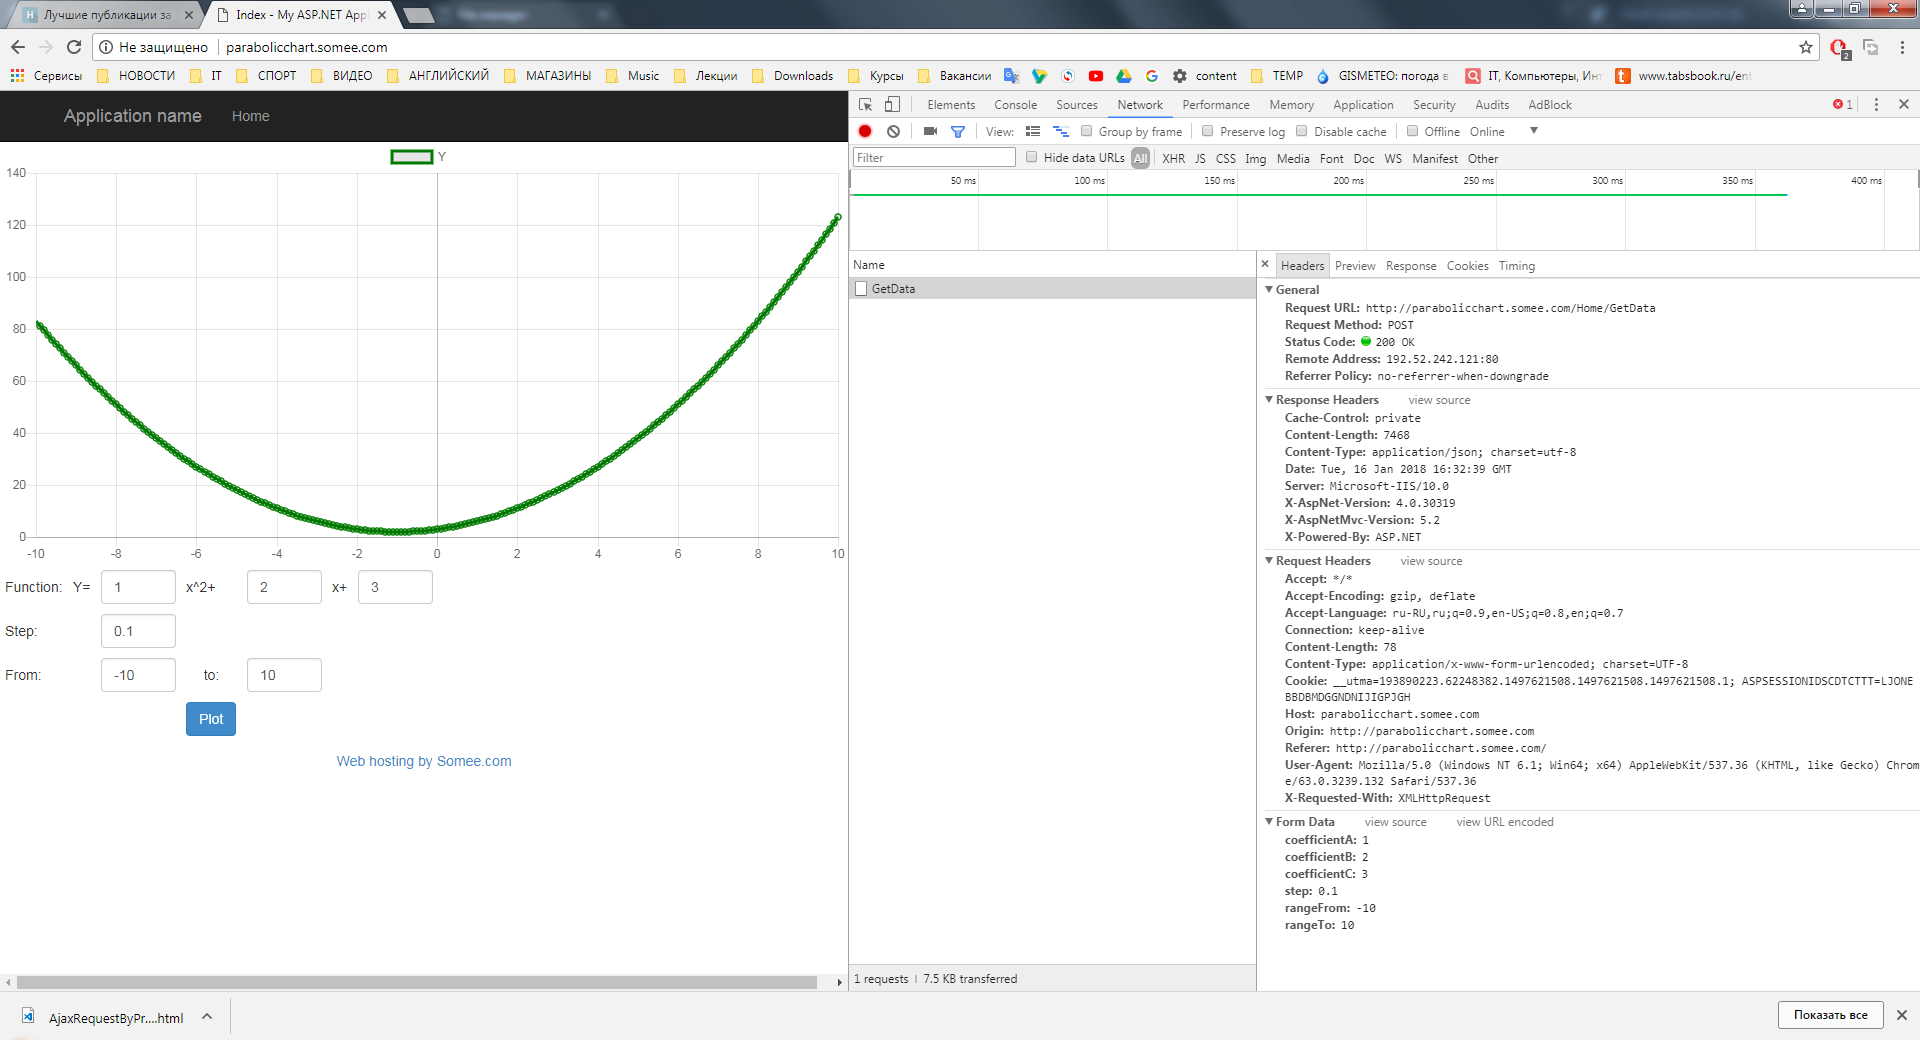 Лучшие публикации за
Index - My ASP.NET Appl
File manager
Не защищено
parabolicchart.somee.com
2
Сервисы
НОВОСТИ
IT
СПОРТ
ВИДЕО
АНГЛИЙСКИЙ
МАГАЗИНЫ
Music
Лекции
Downloads
Курсы
Вакансии
content
TEMP
GISMETEO: погода в
IT, Компьютеры, Инт
www.tabsbook.ru/ent
Application name
Home
Y
140
120
100
80
60
40
20
0
-10 -8 -6 -4 -2 0 2 4 6 8 10
Function: Y= 1 x^2+ 2 x+ 3
Step: 0.1
From: -10 to: 10
Plot
Web hosting by Somee.com
Elements Console Sources Network Performance Memory Application Security Audits AdBlock
1
View: Group by frame Preserve log Disable cache Offline Online
Filter Hide data URLs All XHR JS CSS Img Media Font Doc WS Manifest Other
50 ms 100 ms 150 ms 200 ms 250 ms 300 ms 350 ms 400 ms
Name
GetData
1 requests | 7.5 KB transferred
Headers Preview Response Cookies Timing
General
Request URL: http://parabolicchart.somee.com/Home/GetData
Request Method: POST
Status Code: 200 OK
Remote Address: 192.52.242.121:80
Referrer Policy: no-referrer-when-downgrade
Response Headers view source
Cache-Control: private
Content-Length: 7468
Content-Type: application/json; charset=utf-8
Date: Tue, 16 Jan 2018 16:32:39 GMT
Server: Microsoft-IIS/10.0
X-AspNet-Version: 4.0.30319
X-AspNetMvc-Version: 5.2
X-Powered-By: ASP.NET
Request Headers view source
Accept: */*
Accept-Encoding: gzip, deflate
Accept-Language: ru-RU,ru;q=0.9,en-US;q=0.8,en;q=0.7
Connection: keep-alive
Content-Length: 78
Content-Type: application/x-www-form-urlencoded; charset=UTF-8
Cookie: __utma=193890223.62248382.1497621508.1497621508.1497621508.1; ASPSESSIONIDSCDTCTTT=LJONE
BBDBMDGGNDNIJIGPJGH
Host: parabolicchart.somee.com
Origin: http://parabolicchart.somee.com
Referer: http://parabolicchart.somee.com/
User-Agent: Mozilla/5.0 (Windows NT 6.1; Win64; x64) AppleWebKit/537.36 (KHTML, like Gecko) Chrom
e/63.0.3239.132 Safari/537.36
X-Requested-With: XMLHttpRequest
Form Data view source view URL encoded
coefficientA: 1
coefficientB: 2
coefficientC: 3
step: 0.1
rangeFrom: -10
rangeTo: 10
AjaxRequestByPr....html
Показать все